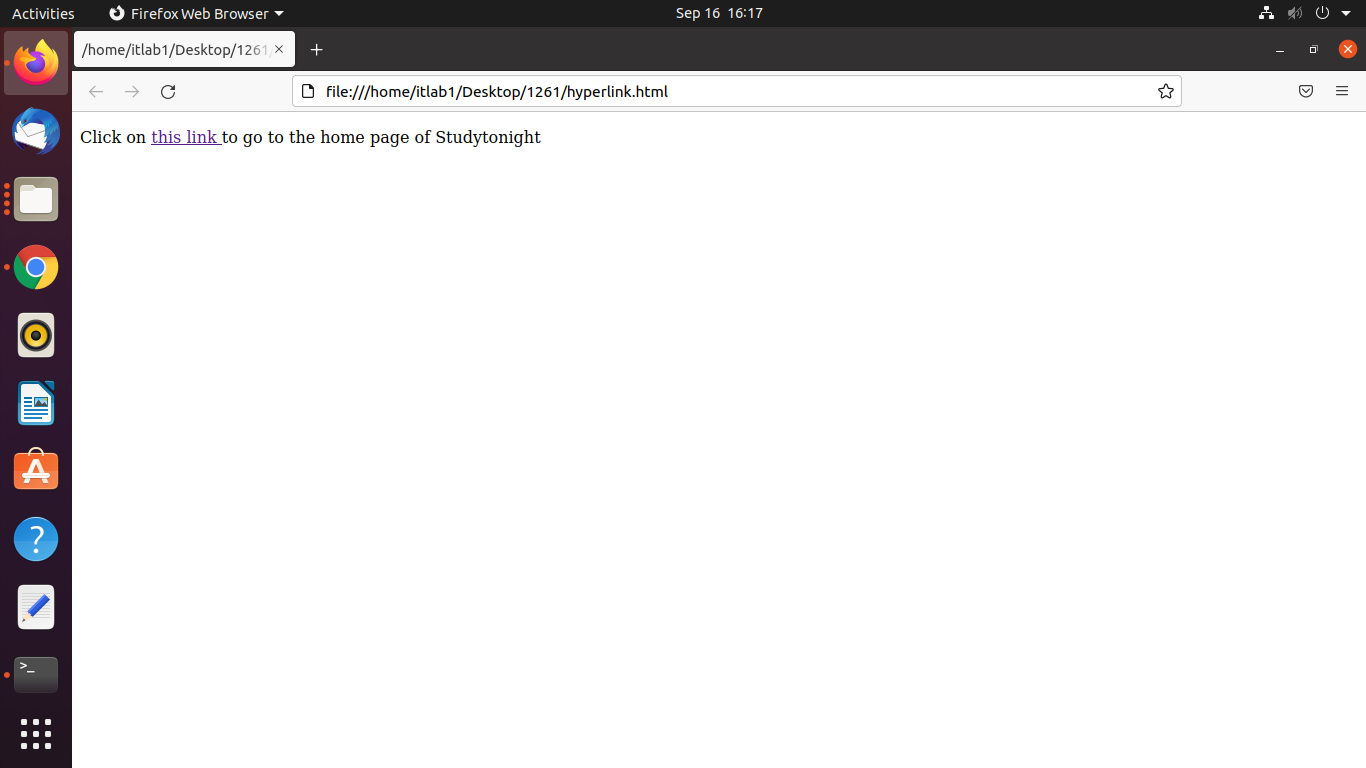 Activities Firefox Web Browser Sep 16 16:17
/home/itlab1/Desktop/1261/
file:///home/itlab1/Desktop/1261/hyperlink.html
Click on this link to go to the home page of Studytonight